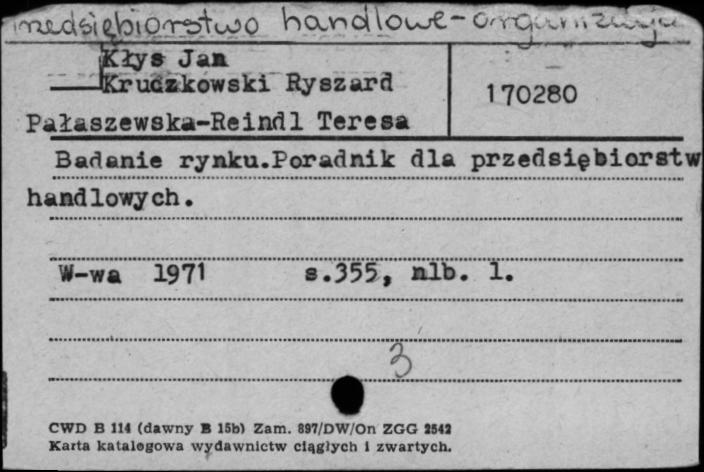 przedsiębiorstwo handlowe-organizacja
Kłys Jan
Kruczkowski Ryszard
170280
Pałaszewska-Reindl Teresa
Badanie rynku.Poradnik dla przedsiębiorstw
handlowych.
W-wa 1971 s.355, nlb. 1.
3
CWD B 114 (dawny B 15b) Zam. 897/DW/On ZGG 2542
Karta katalogowa wydawnictw ciągłych i zwartych.